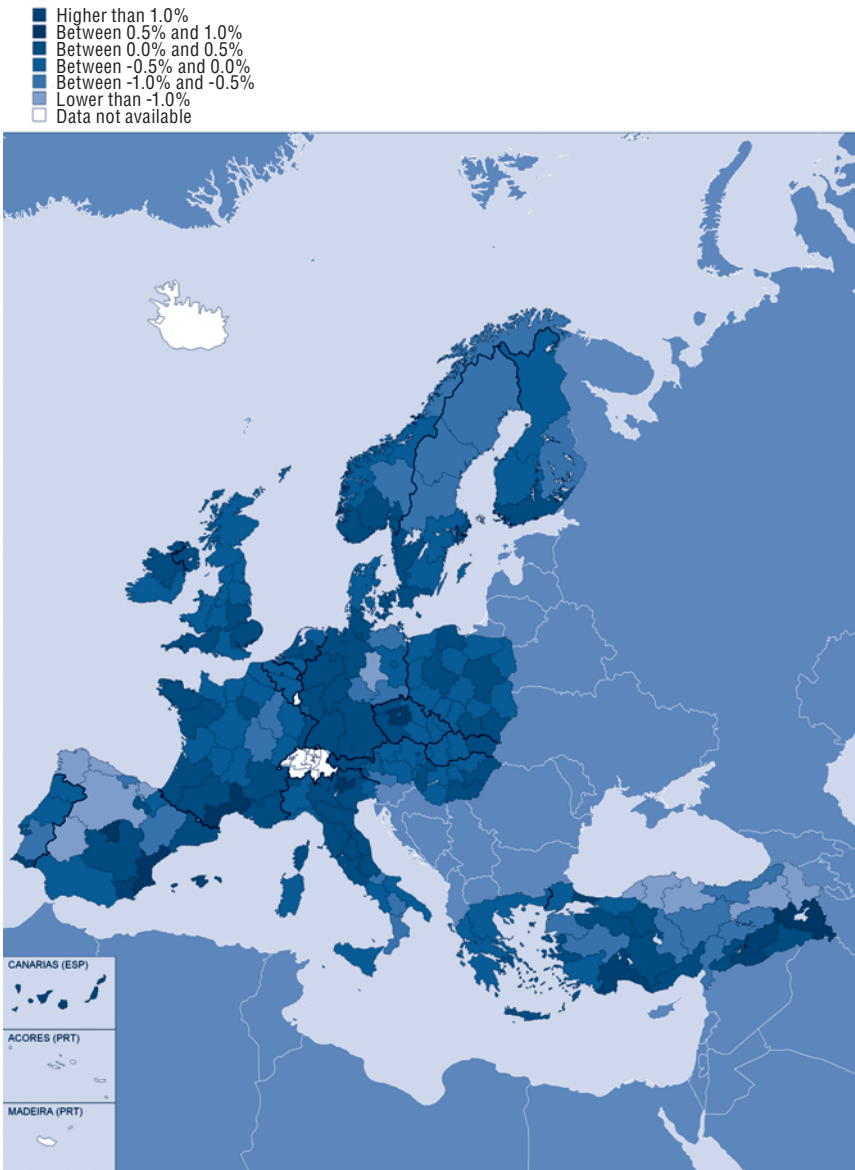 Higher than 1.0%
Between 0.5% and 1.0%
Between 0.0% and 0.5%
Between -0.5% and 0.0%
Between -1.0% and -0.5%
Lower than -1.0%
Data not available
CANARIAS (ESP)
ACORES (PRT)
MADEIRA (PRT)